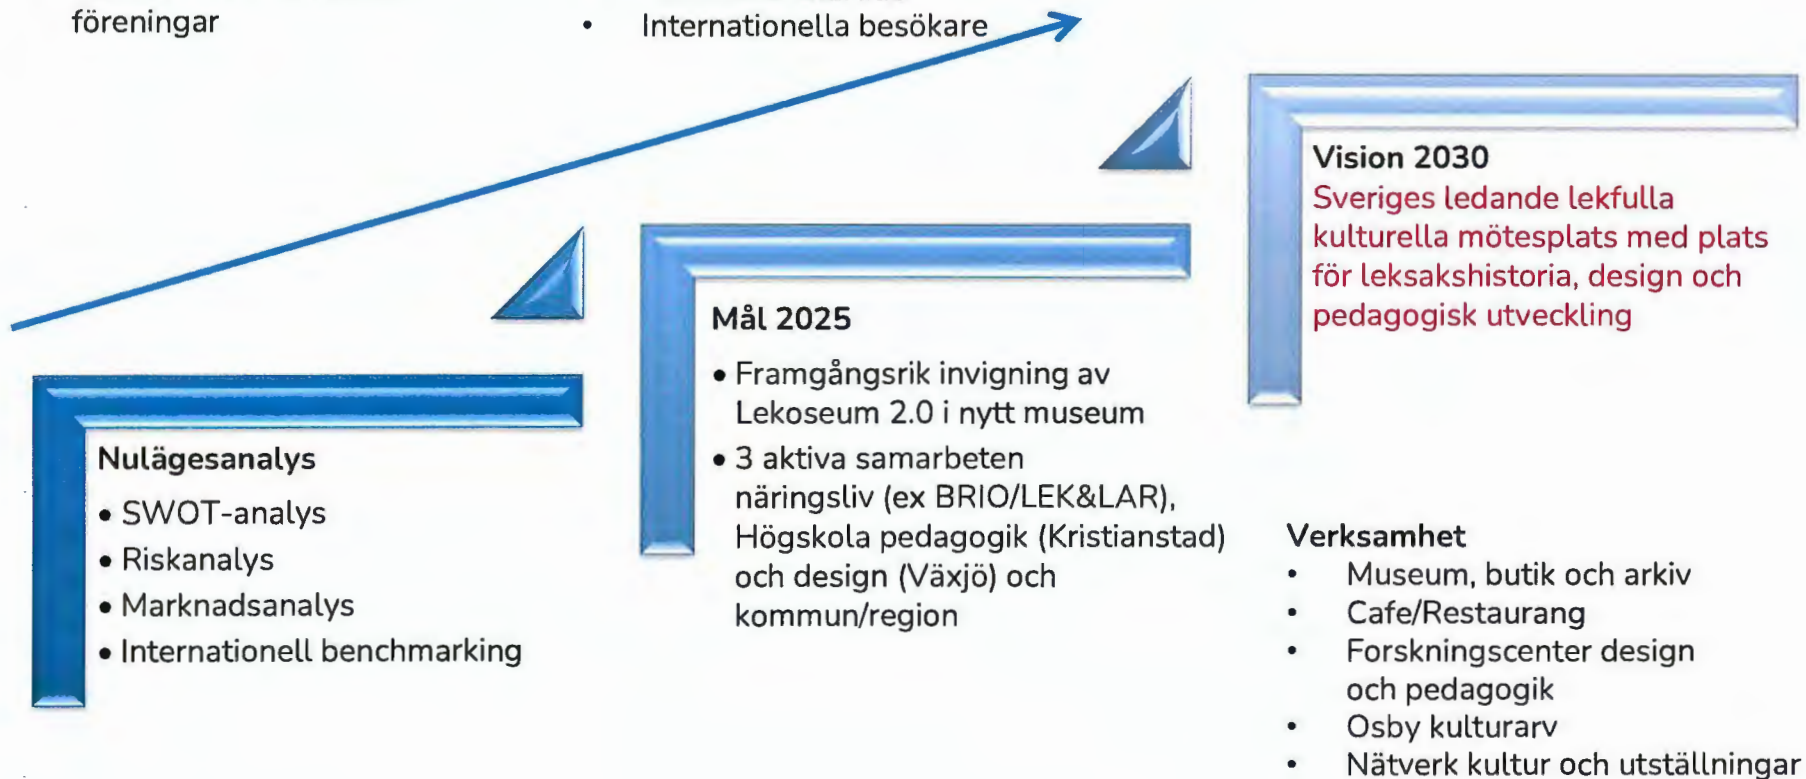 föreningar
• Internationella besökare
Nulägesanalys
• SWOT-analys
• Riskanalys
• Marknadsanalys
• Internationell benchmarking
Mål 2025
• Framgångsrik invigning av
Lekoseum 2.0 i nytt museum
• 3 aktiva samarbeten
näringsliv (ex BRIO/LEK&LAR),
Högskola pedagogik (Kristianstad)
och design (Växjö) och
kommun/region
Vision 2030
Sveriges ledande lekfulla
kulturella mötesplats med plats
för leksakshistoria, design och
pedagogisk utveckling
Verksamhet
• Museum, butik och arkiv
• Cafe/Restaurang
• Forskningscenter design
och pedagogik
• Osby kulturarv
• Nätverk kultur och utställningar